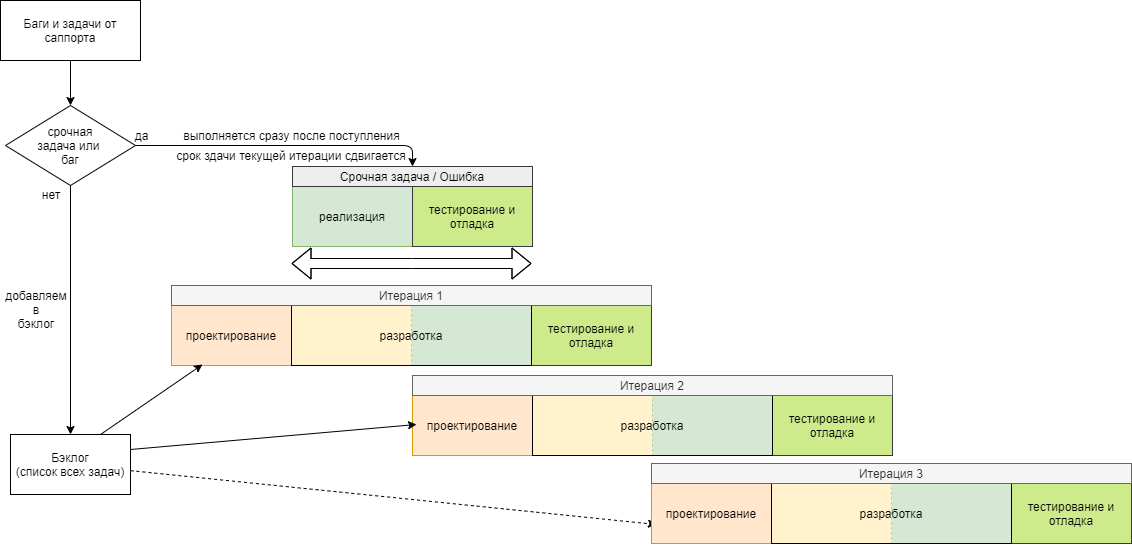 Баги и задачи от
саппорта
срочная
задача или
баг
да
выполняется сразу после поступления
срок здачи текущей итерации сдвигается
Срочная задача / Ошибка
реализация
тестирование и
отладка
нет
добавляем
в
бэклог
Итерация 1
проектирование
разработка
тестирование и
отладка
Итерация 2
проектирование
разработка
тестирование и
отладка
Бэклог
(список всех задач)
Итерация 3
проектирование
разработка
тестирование и
отладка